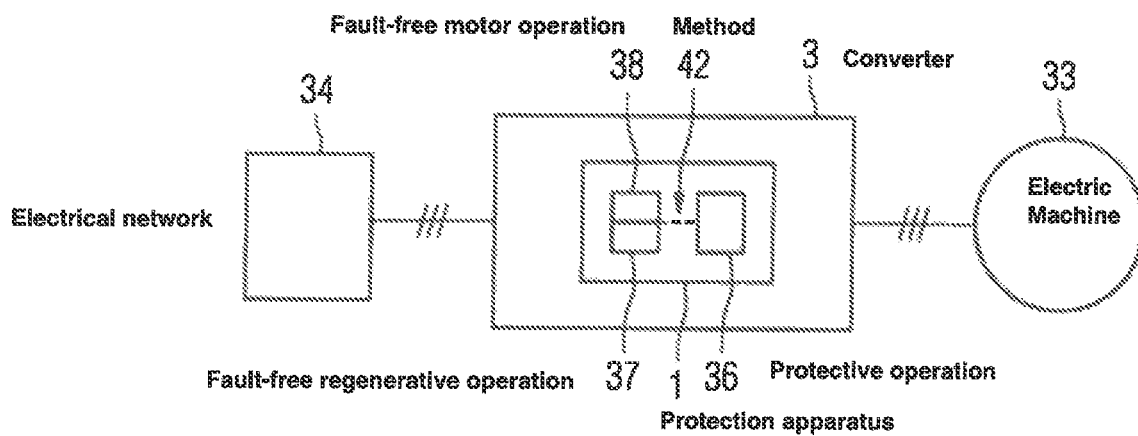 Fault-free motor operation
Method
38
42
3 Converter
33
34
Electrical network
Electric
Machine
Fault-free regenerative operation
37
1
36
Protective operation
Protection apparatus